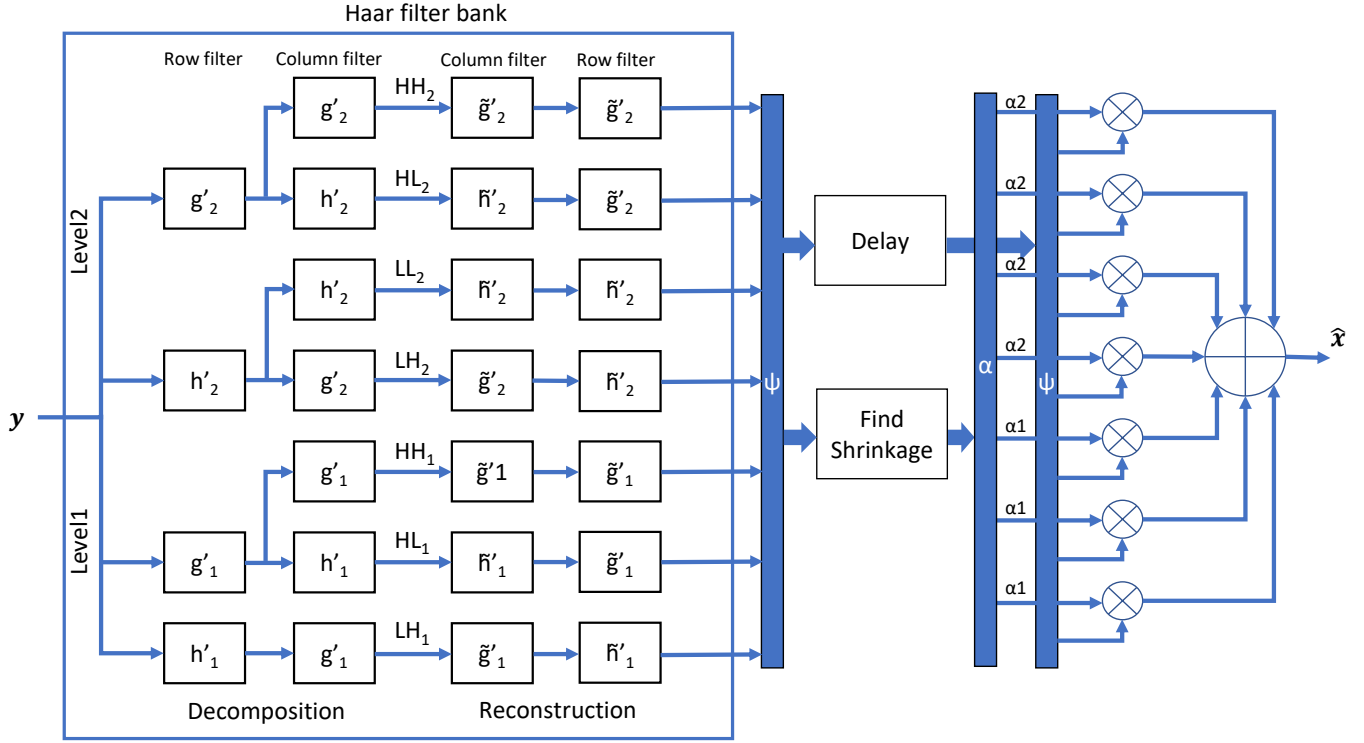 Haar filter bank
Row filter Column filter Column filter Row filter
g'₂ HH₂ g̃'₂ g̃'₂
g'₂ h'₂ HL₂ h̃'₂ g̃'₂
Level2
h'₂ LL₂ h̃'₂ h̃'₂
h'₂ g'₂ LH₂ g̃'₂ h̃'₂
y
g'₁ HH₁ g̃'1 g̃'₁
Level1
g'₁ h'₁ HL₁ h̃'₁ g̃'₁
h'₁ g'₁ LH₁ g̃'₁ h̃'₁
Decomposition Reconstruction
ψ
Delay
Find
Shrinkage
α
ψ
α2
α2
α2
α2
α1
α1
α1
x̂